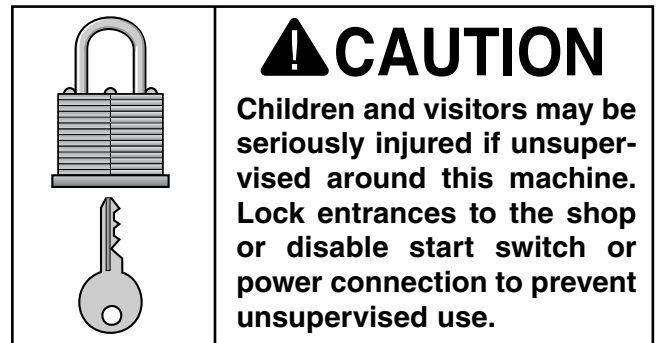 CAUTION
Children and visitors may be
seriously injured if unsuper-
vised around this machine.
Lock entrances to the shop
or disable start switch or
power connection to prevent
unsupervised use.